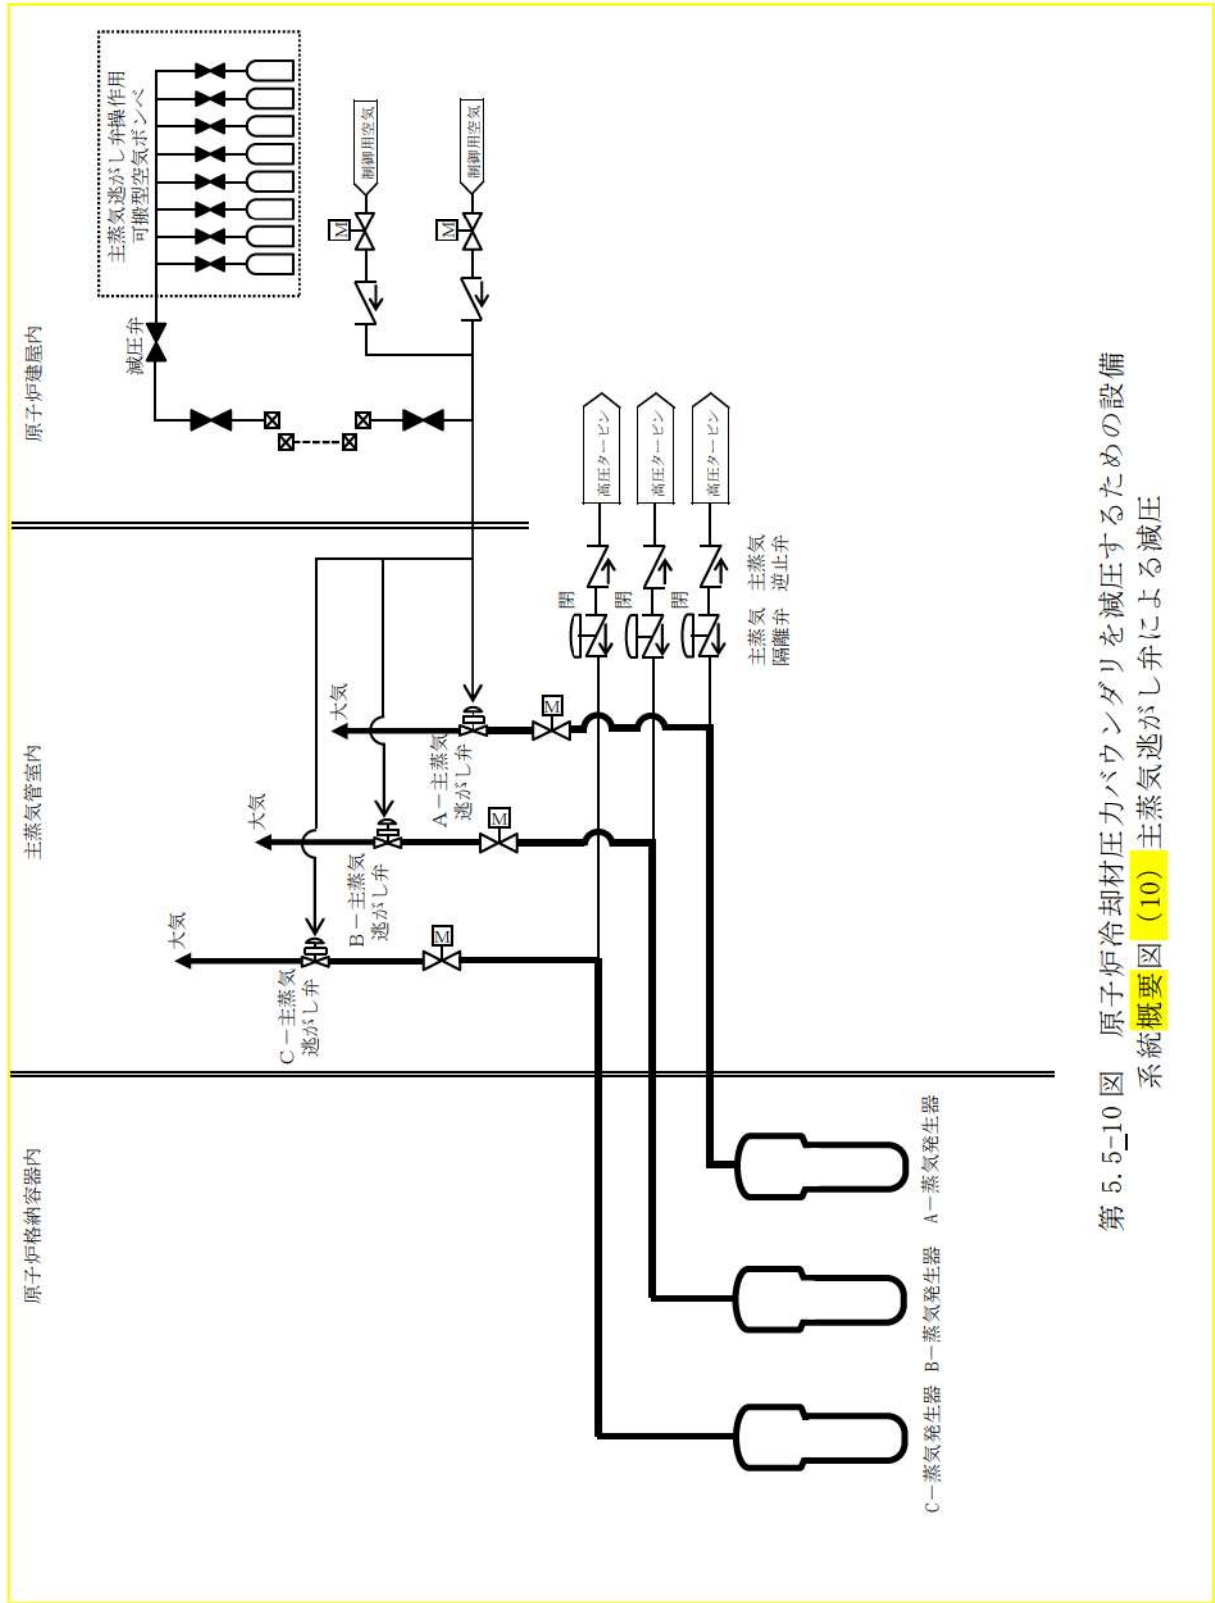 原子炉格納容器内
主蒸気管室内
原子炉建屋内
主蒸気逃がし弁操作用
可搬型空気ボンベ
減圧弁
M
制御用空気
M
制御用空気
大気
C-主蒸気
逃がし弁
M
大気
B-主蒸気
逃がし弁
M
大気
A-主蒸気
逃がし弁
M
閉
高圧タービン
閉
高圧タービン
閉
高圧タービン
主蒸気
隔離弁
主蒸気
逆止弁
C-蒸気発生器
B-蒸気発生器
A-蒸気発生器
第 5.5-10 図 原子炉冷却材圧力バウンダリを減圧するための設備
系統概要図(10)主蒸気逃がし弁による減圧